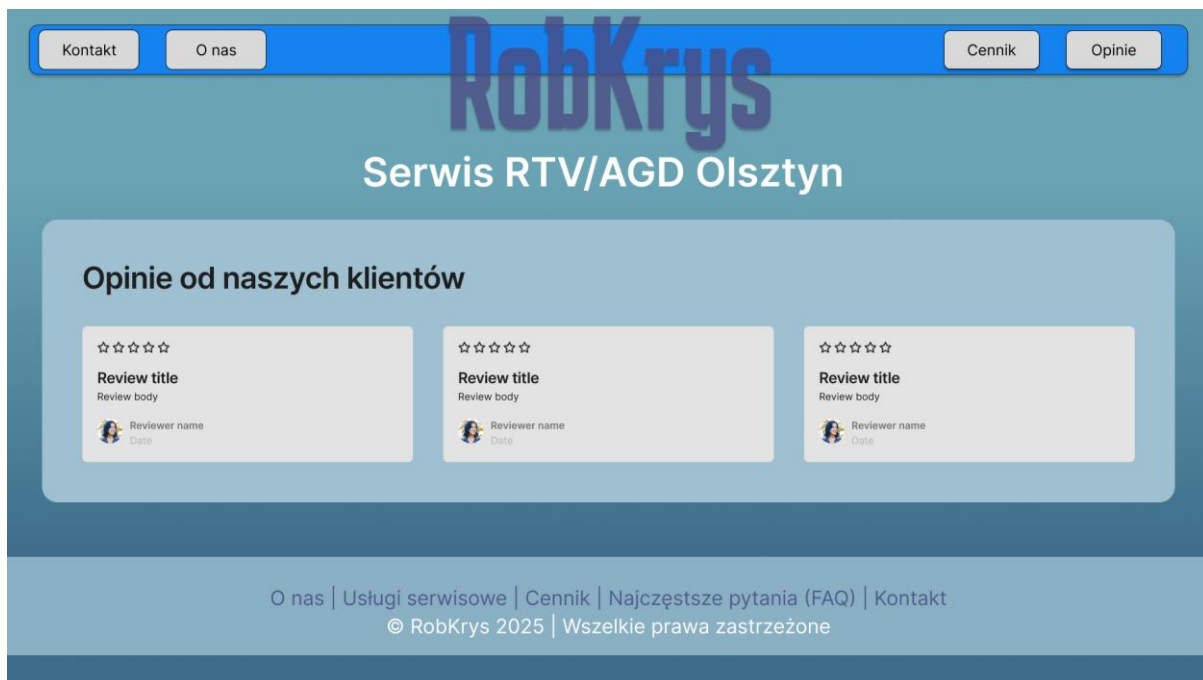 Kontakt O nas Cennik Opinie
RobKrys
Serwis RTV/AGD Olsztyn
Opinie od naszych klientów
Review title
Review body
Reviewer name
Date
Review title
Review body
Reviewer name
Date
Review title
Review body
Reviewer name
Date
O nas | Usługi serwisowe | Cennik | Najczęstsze pytania (FAQ) | Kontakt
© RobKrys 2025 | Wszelkie prawa zastrzeżone